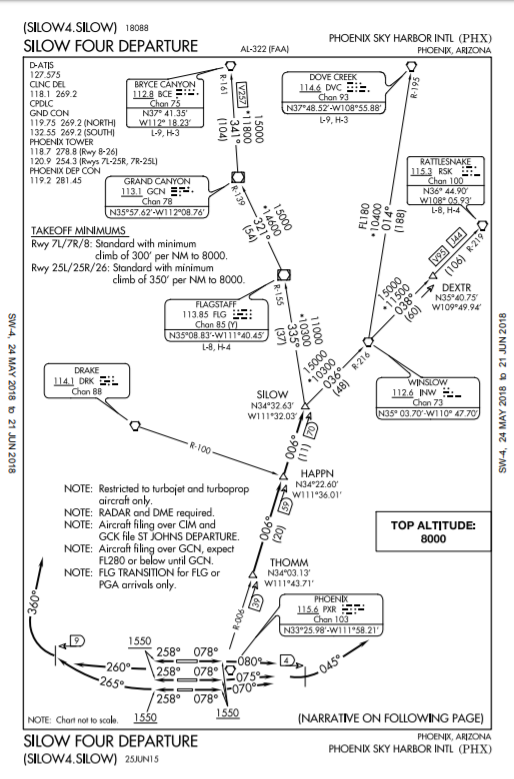 (SILOW4.SILOW) 18088
SILOW FOUR DEPARTURE
AL-322 (FAA)
PHOENIX SKY HARBOR INTL (PHX)
PHOENIX, ARIZONA
D-ATIS
127.575
CLNC DEL
118.1 269.2
CPDLC
GND CON
119.75 269.2 (NORTH)
132.55 269.2 (SOUTH)
PHOENIX TOWER
118.7 278.8 (Rwy 8-26)
120.9 254.3 (Rwys 7L-25R, 7R-25L)
PHOENIX DEP CON
119.2 281.45
BRYCE CANYON
112.8 BCE
Chan 75
N37° 41.35'
W112° 18.23'
L-9, H-3
R-161
V257
15000
*11800
341°
(104)
DOVE CREEK
114.6 DVC
Chan 93
N37°48.52'-W108°55.88'
L-9, H-3
R-195
RATTLESNAKE
115.3 RSK
Chan 100
N36° 44.90'
W108° 05.93'
L-8, H-4
R-219
GRAND CANYON
113.1 GCN
Chan 78
N35°57.62'-W112°08.76'
R-139
15000
*14600
321°
(54)
FL180
*10400
014°
(188)
V95
J44
(106)
DEXTR
N35°40.75'
W109°49.94'
TAKEOFF MINIMUMS
Rwy 7L/7R/8: Standard with minimum
climb of 300' per NM to 8000.
Rwy 25L/25R/26: Standard with minimum
climb of 350' per NM to 8000.
15000
*11500
038°
(60)
FLAGSTAFF
113.85 FLG
Chan 85 (Y)
N35°08.83'-W111°40.45'
L-8, H-4
R-155
11000
*10300
335°
(37)
15000
*10300
036°
(48)
R-216
WINSLOW
112.6 INW
Chan 73
N35° 03.70'-W110° 47.70'
DRAKE
114.1 DRK
Chan 88
R-100
SILOW
N34°32.63'
W111°32.03'
70
006°
(11)
HAPPN
N34°22.60'
W111°36.01'
59
006°
(20)
NOTE: Restricted to turbojet and turboprop
aircraft only.
NOTE: RADAR and DME required.
NOTE: Aircraft filing over CIM and
GCK file ST JOHNS DEPARTURE.
NOTE: Aircraft filing over GCN, expect
FL280 or below until GCN.
NOTE: FLG TRANSITION for FLG or
PGA arrivals only.
TOP ALTITUDE:
8000
THOMM
N34°03.13'
W111°43.71'
39
R-006
PHOENIX
115.6 PXR
Chan 103
N33°25.98'-W111°58.21'
360°
9
1550
258° 078°
080°
4
045°
260°
258° 078°
075°
265°
258° 078°
070°
1550
1550
NOTE: Chart not to scale.
(NARRATIVE ON FOLLOWING PAGE)
SILOW FOUR DEPARTURE
(SILOW4.SILOW) 25JUN15
PHOENIX, ARIZONA
PHOENIX SKY HARBOR INTL (PHX)
SW-4, 24 MAY 2018 to 21 JUN 2018
SW-4, 24 MAY 2018 to 21 JUN 2018